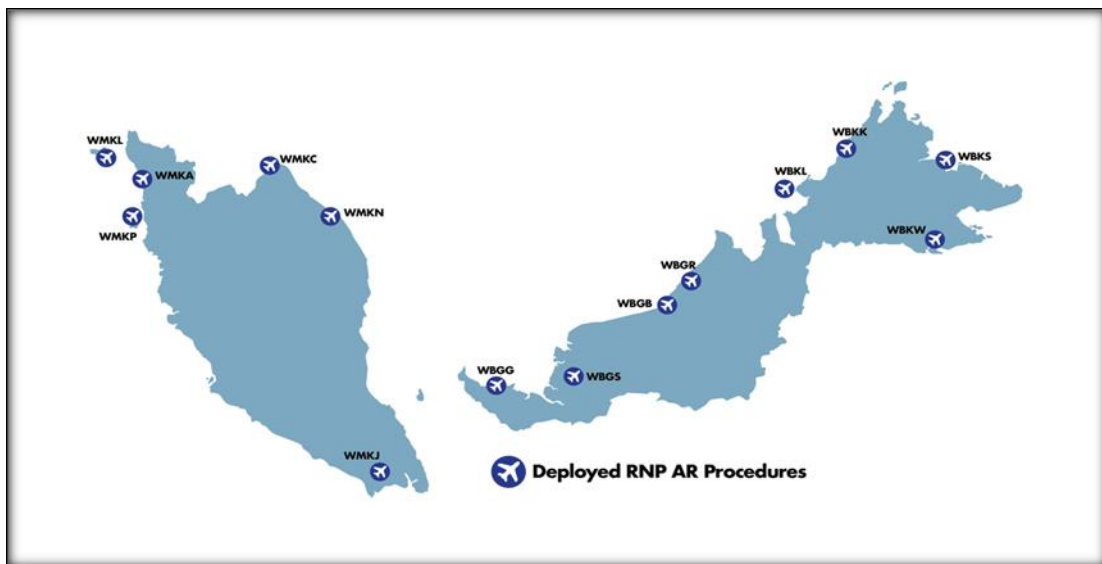 WMKL
WMKC
WMKA
WMKN
WMKP
WMKJ
WBKK
WBKS
WBKL
WBKW
WBGR
WBGB
WBGG
WBGS
Deployed RNP AR Procedures